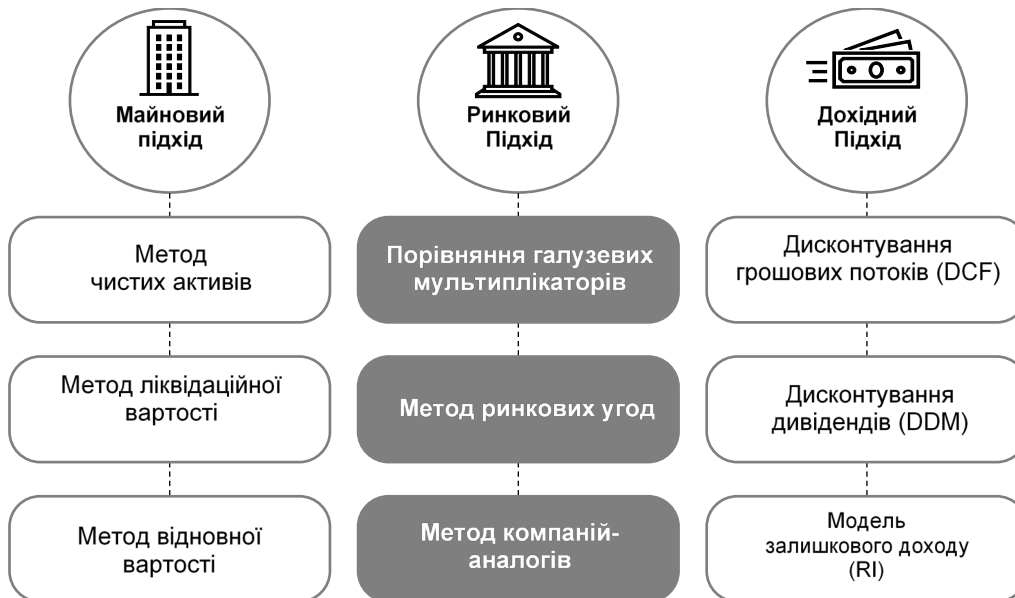 Майновий
підхід
Метод
чистих активів
Метод ліквідаційної
вартості
Метод відновної
вартості
Ринковий
Підхід
Порівняння галузевих
мультиплікаторів
Метод ринкових угод
Метод компаній-
аналогів
Дохідний
Підхід
Дисконтування
грошових потоків (DCF)
Дисконтування
дивідендів (DDM)
Модель
залишкового доходу
(RI)